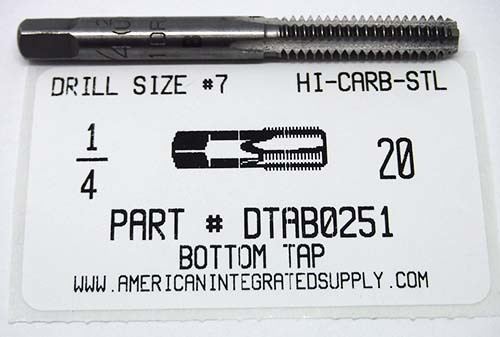 DRILL SIZE #7 HI-CARB-STL
1/4 20
PART # DTAB0251
BOTTOM TAP
WWW.AMERICANINTEGRATEDSUPPLY.COM